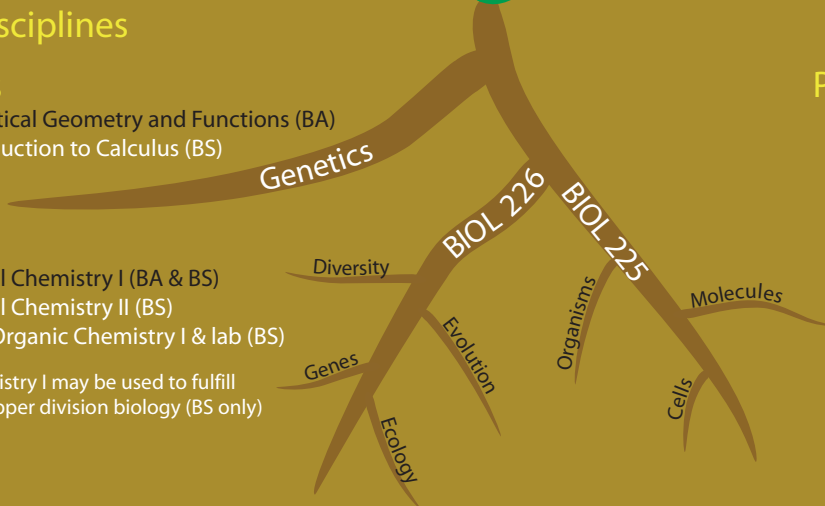 sciplines
P
tical Geometry and Functions (BA)
uction to Calculus (BS)
Genetics
BIOL 226
BIOL 225
l Chemistry I (BA & BS)
l Chemistry II (BS)
Organic Chemistry I & lab (BS)
istry I may be used to fulfill
pper division biology (BS only)
Diversity
Evolution
Genes
Ecology
Organisms
Molecules
Cells